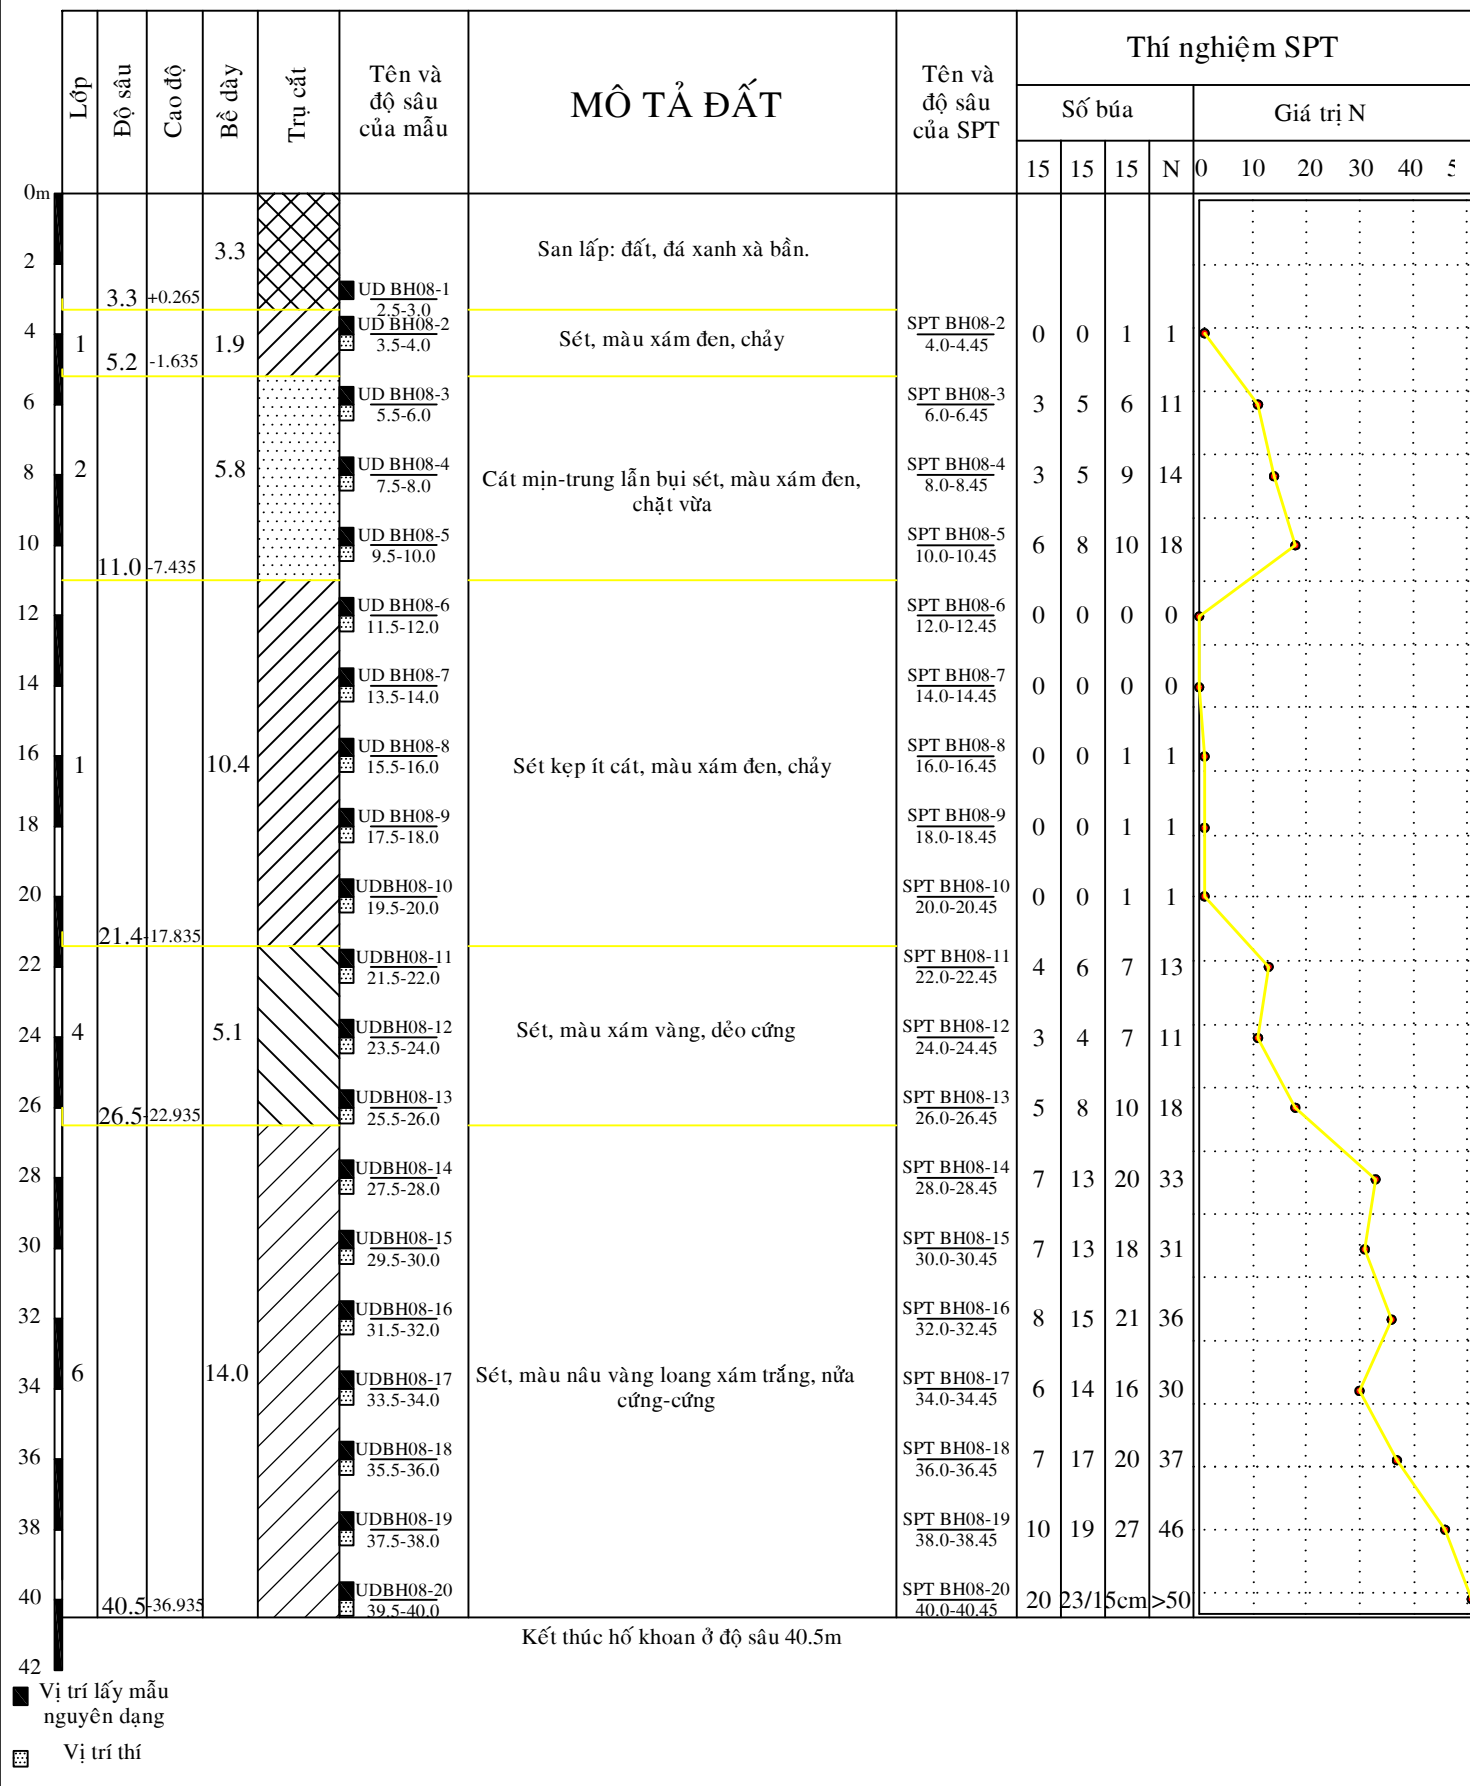 Lớp
Độ sâu
Cao độ
Bề dày
Trụ cắt
Tên và
độ sâu
của mẫu
MÔ TẢ ĐẤT
Tên và
độ sâu
của SPT
Thí nghiệm SPT
Số búa
Giá trị N
15 15 15 N
0 10 20 30 40 5
0m
3.3
San lấp: đất, đá xanh xà bần.
2
3.3 +0.265
UD BH08-1
2.5-3.0
UD BH08-2
3.5-4.0
SPT BH08-2
4.0-4.45
4
1
1.9
Sét, màu xám đen, chảy
0 0 1 1
5.2 -1.635
UD BH08-3
5.5-6.0
SPT BH08-3
6.0-6.45
6
3 5 6 11
UD BH08-4
7.5-8.0
SPT BH08-4
8.0-8.45
8
2
5.8
Cát mịn-trung lẫn bụi sét, màu xám đen,
chặt vừa
3 5 9 14
UD BH08-5
9.5-10.0
SPT BH08-5
10.0-10.45
10
6 8 10 18
11.0 -7.435
UD BH08-6
11.5-12.0
SPT BH08-6
12.0-12.45
12
0 0 0 0
UD BH08-7
13.5-14.0
SPT BH08-7
14.0-14.45
14
0 0 0 0
UD BH08-8
15.5-16.0
SPT BH08-8
16.0-16.45
16
1
10.4
Sét kẹp ít cát, màu xám đen, chảy
0 0 1 1
UD BH08-9
17.5-18.0
SPT BH08-9
18.0-18.45
18
0 0 1 1
UDBH08-10
19.5-20.0
SPT BH08-10
20.0-20.45
20
0 0 1 1
21.4 -17.835
UDBH08-11
21.5-22.0
SPT BH08-11
22.0-22.45
22
4 6 7 13
UDBH08-12
23.5-24.0
SPT BH08-12
24.0-24.45
24
4
5.1
Sét, màu xám vàng, dẻo cứng
3 4 7 11
UDBH08-13
25.5-26.0
SPT BH08-13
26.0-26.45
26
26.5 -22.935
5 8 10 18
UDBH08-14
27.5-28.0
SPT BH08-14
28.0-28.45
28
7 13 20 33
UDBH08-15
29.5-30.0
SPT BH08-15
30.0-30.45
30
7 13 18 31
UDBH08-16
31.5-32.0
SPT BH08-16
32.0-32.45
32
8 15 21 36
UDBH08-17
33.5-34.0
SPT BH08-17
34.0-34.45
34
6
14.0
Sét, màu nâu vàng loang xám trắng, nửa
cứng-cứng
6 14 16 30
UDBH08-18
35.5-36.0
SPT BH08-18
36.0-36.45
36
7 17 20 37
UDBH08-19
37.5-38.0
SPT BH08-19
38.0-38.45
38
10 19 27 46
UDBH08-20
39.5-40.0
SPT BH08-20
40.0-40.45
40
40.5 -36.935
20 23/15cm >50
Kết thúc hố khoan ở độ sâu 40.5m
42
Vị trí lấy mẫu
nguyên dạng
Vị trí thí